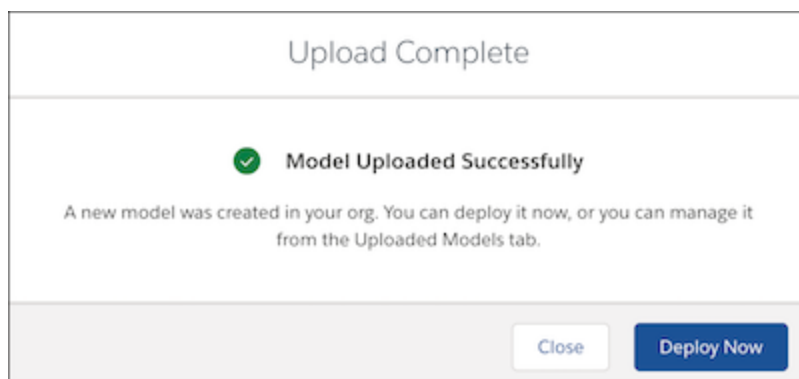 Upload Complete
Model Uploaded Successfully
A new model was created in your org. You can deploy it now, or you can manage it
from the Uploaded Models tab.
Close
Deploy Now